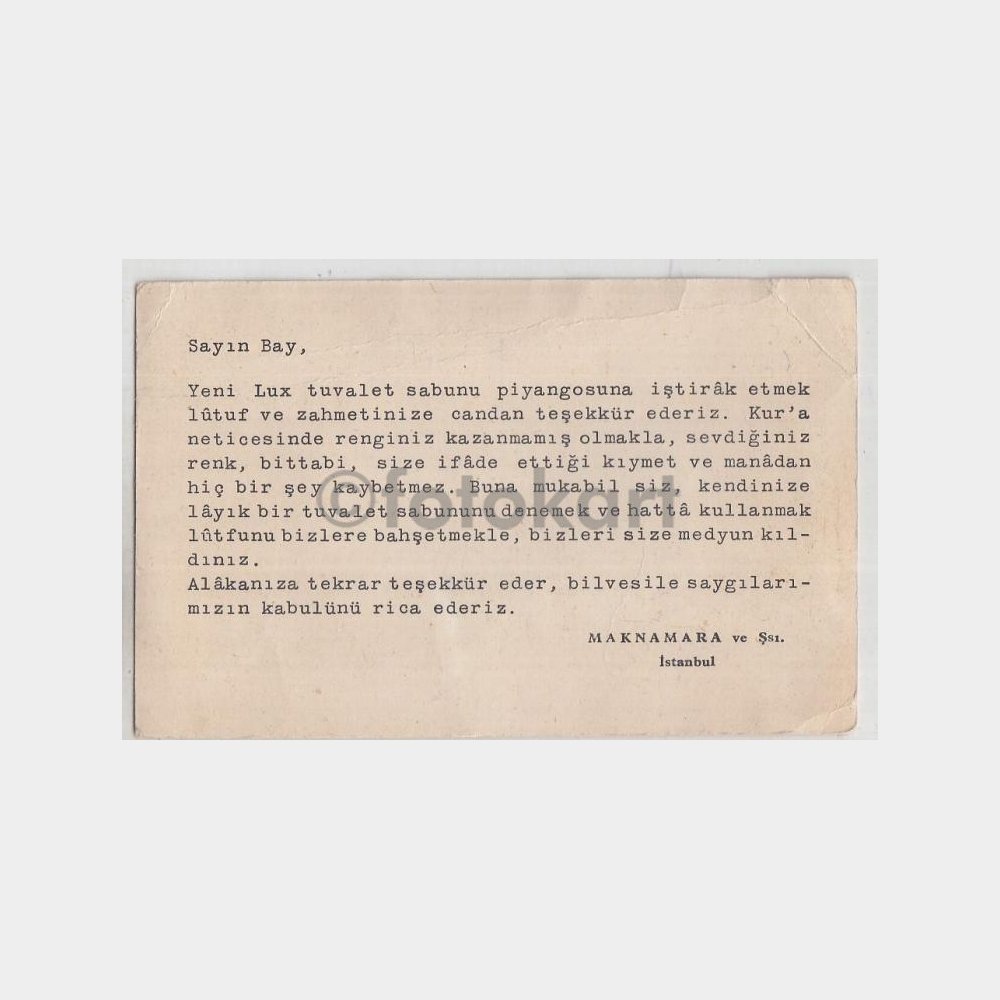 Sayın Bay,
Yeni Lux tuvalet sabunu piyangosuna iştirâk etmek
lûtuf ve zahmetinize candan teşekkür ederiz. Kur'a
neticesinde renginiz kazanmamış olmakla, sevdiğiniz
renk, bittabi, size ifâde ettiği kıymet ve manâdan
hiç bir şey kaybetmez. Buna mukabil siz, kendinize
©fotokart
lâyık bir tuvalet sabununu denemek ve hattâ kullanmak
lûtfunu bizlere bahşetmekle, bizleri size medyun kıl-
dınız.
Alâkanıza tekrar teşekkür eder, bilvesile saygıları-
mızın kabulünü rica ederiz.
MAKNAMARA ve Şsı.
İstanbul